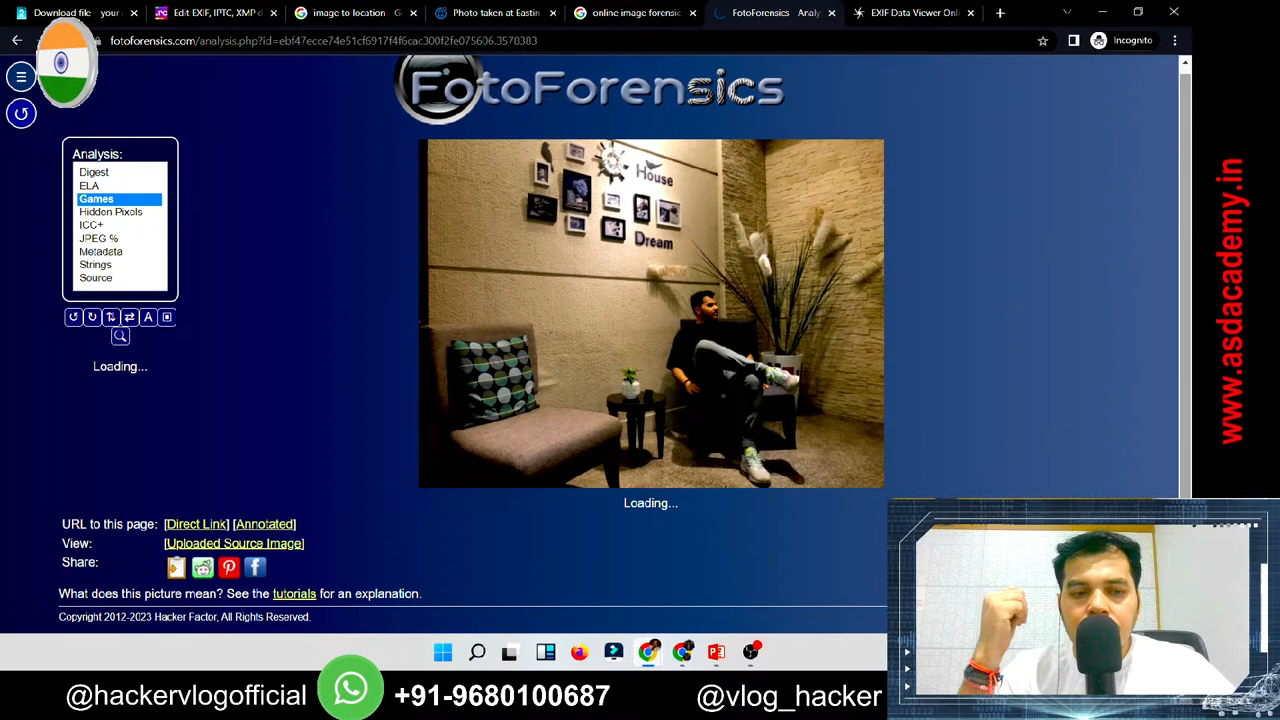 Download file | your
Edit EXIF, IPTC, XMP d
image to location - G
Photo taken at Eastin
online image forensic
FotoForensics - Analy
EXIF Data Viewer Onli
fotoforensics.com/analysis.php?id=ebf47ecce74e51cf6917f4f6cac300f2fe075606.3578383
Incognito
FotoForensics
Analysis:
Digest
ELA
Games
Hidden Pixels
ICC+
JPEG %
Metadata
Strings
Source
A
Loading...
House
Dream
Loading...
URL to this page: [Direct Link] [Annotated]
View: [Uploaded Source Image]
Share:
What does this picture mean? See the tutorials for an explanation.
Copyright 2012-2023 Hacker Factor, All Rights Reserved.
www.asdacademy.in
@hackervlogofficial
+91-9680100687
@vlog_hacker